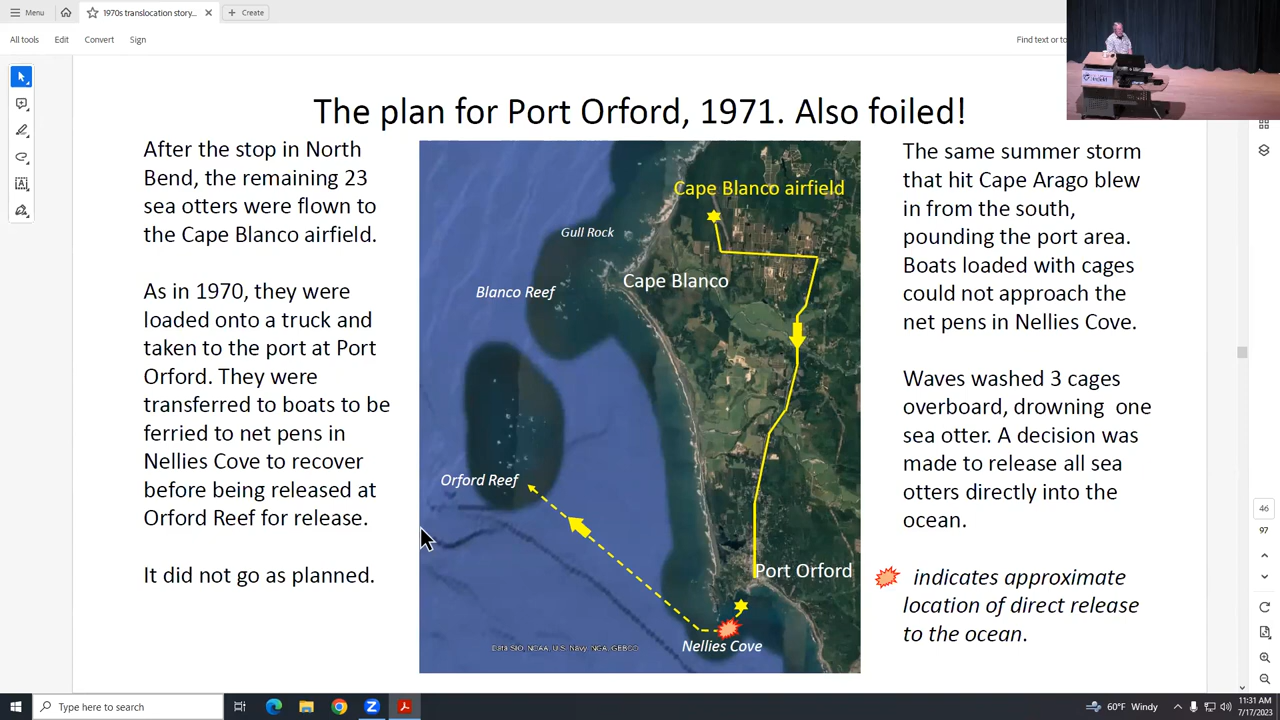 Menu
1970s translocation story...
Create
All tools
Edit
Convert
Sign
Find text or to
The plan for Port Orford, 1971. Also foiled!
After the stop in North
Bend, the remaining 23
sea otters were flown to
the Cape Blanco airfield.
As in 1970, they were
loaded onto a truck and
taken to the port at Port
Orford. They were
transferred to boats to be
ferried to net pens in
Nellies Cove to recover
before being released at
Orford Reef for release.
It did not go as planned.
Cape Blanco airfield
Gull Rock
Cape Blanco
Blanco Reef
Orford Reef
Port Orford
Nellies Cove
Data SIO, NOAA, U.S. Navy, NGA, GEBCO
The same summer storm
that hit Cape Arago blew
in from the south,
pounding the port area.
Boats loaded with cages
could not approach the
net pens in Nellies Cove.
Waves washed 3 cages
overboard, drowning one
sea otter. A decision was
made to release all sea
otters directly into the
ocean.
indicates approximate
location of direct release
to the ocean.
46
97
Type here to search
60°F Windy
11:31 AM
7/17/2023